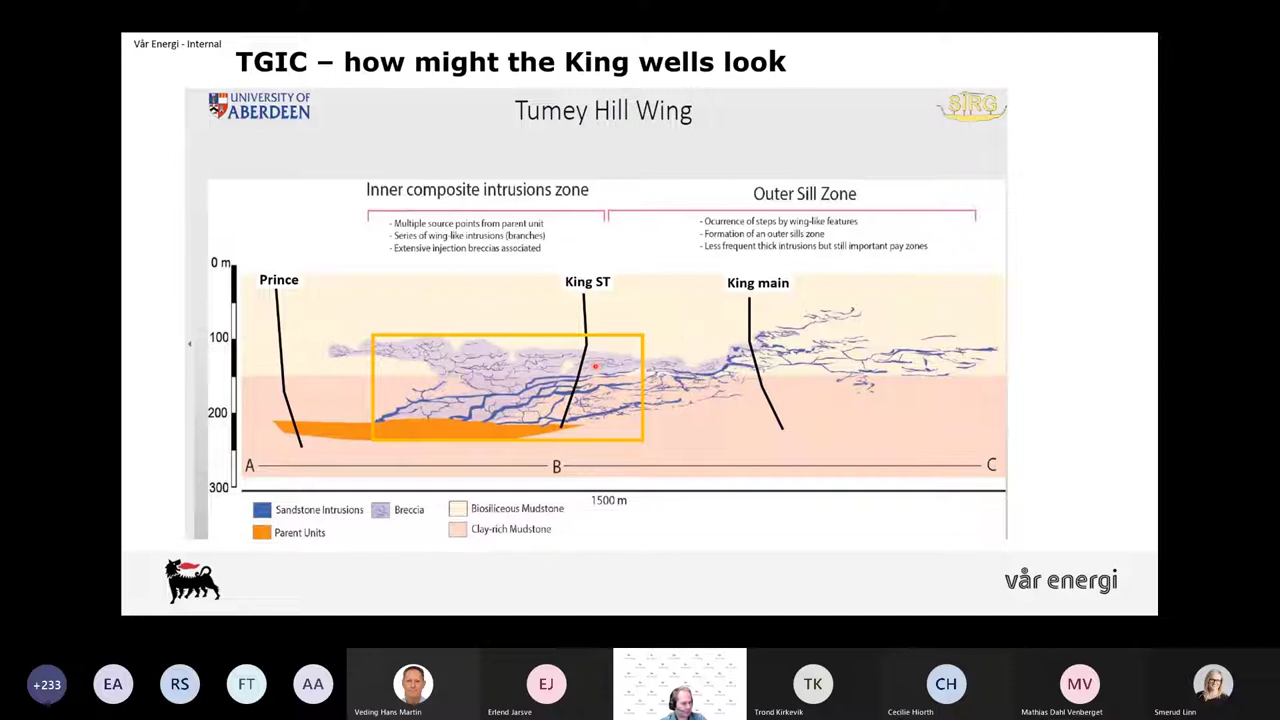 Vår Energi - Internal
TGIC – how might the King wells look
UNIVERSITY OF
ABERDEEN
Tumey Hill Wing
SIRG
Inner composite intrusions zone
Outer Sill Zone
- Multiple source points from parent unit
- Series of wing-like intrusions (branches)
- Extensive injection breccias associated
- Ocurrence of steps by wing-like features
- Formation of an outer sills zone
- Less frequent thick intrusions but still important pay zones
0 m
Prince
King ST
King main
100
200
A
B
C
300
1500 m
Sandstone Intrusions
Breccia
Biosiliceous Mudstone
Parent Units
Clay-rich Mudstone
vår energi
+233
EA
RS
FT
AA
EJ
TK
CH
MV
Veding Hans Martin
Erlend Jarsve
Trond Kirkevik
Cecilie Hiorth
Mathias Dahl Venberget
Smerud Linn